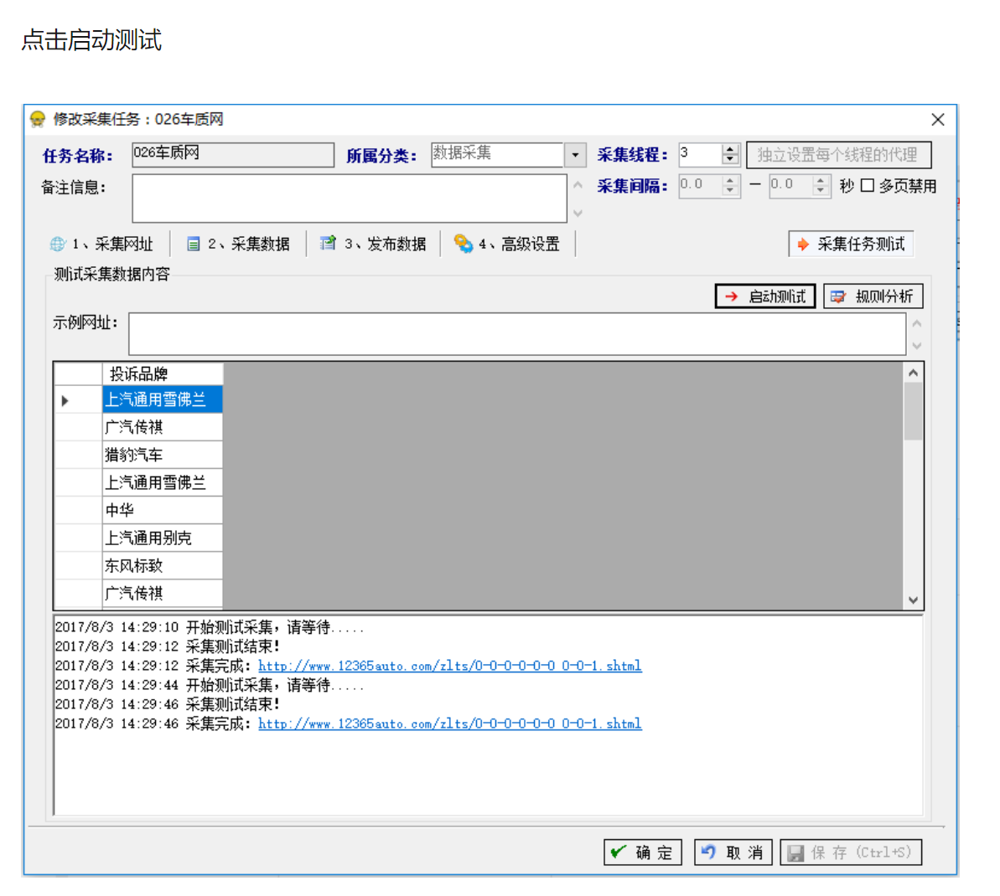 点击启动测试
修改采集任务：026车质网
任务名称： 026车质网 所属分类： 数据采集 采集线程： 3 独立设置每个线程的代理
备注信息： 采集间隔： 0.0 — 0.0 秒 多页禁用
1、采集网址 2、采集数据 3、发布数据 4、高级设置 采集任务测试
测试采集数据内容
启动测试 规则分析
示例网址：
投诉品牌
上汽通用雪佛兰
广汽传祺
猎豹汽车
上汽通用雪佛兰
中华
上汽通用别克
东风标致
广汽传祺
2017/8/3 14:29:10 开始测试采集，请等待.....
2017/8/3 14:29:12 采集测试结束!
2017/8/3 14:29:12 采集完成: http://www.12365auto.com/zlts/0-0-0-0-0-0_0-0-1.shtml
2017/8/3 14:29:44 开始测试采集，请等待.....
2017/8/3 14:29:46 采集测试结束!
2017/8/3 14:29:46 采集完成: http://www.12365auto.com/zlts/0-0-0-0-0-0_0-0-1.shtml
确 定 取 消 保 存 (Ctrl+S)